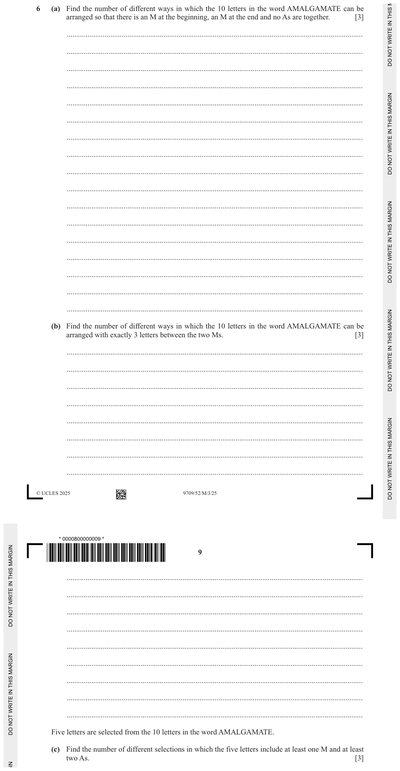 6 (a) Find the number of different ways in which the 10 letters in the word AMALGAMATE can be
arranged so that there is an M at the beginning, an M at the end and no As are together. [3]
DO NOT WRITE IN THIS M
DO NOT WRITE IN THIS MARGIN
DO NOT WRITE IN THIS MARGIN
DO NOT WRITE IN THIS MARGIN
(b) Find the number of different ways in which the 10 letters in the word AMALGAMATE can be
arranged with exactly 3 letters between the two Ms. [3]
DO NOT WRITE IN THIS MARGIN
© UCLES 2025 9709/52/M/J/25
* 0000800000009 *
9
DO NOT WRITE IN THIS MARGIN
DO NOT WRITE IN THIS MARGIN
Five letters are selected from the 10 letters in the word AMALGAMATE.
(c) Find the number of different selections in which the five letters include at least one M and at least
two As. [3]
IN